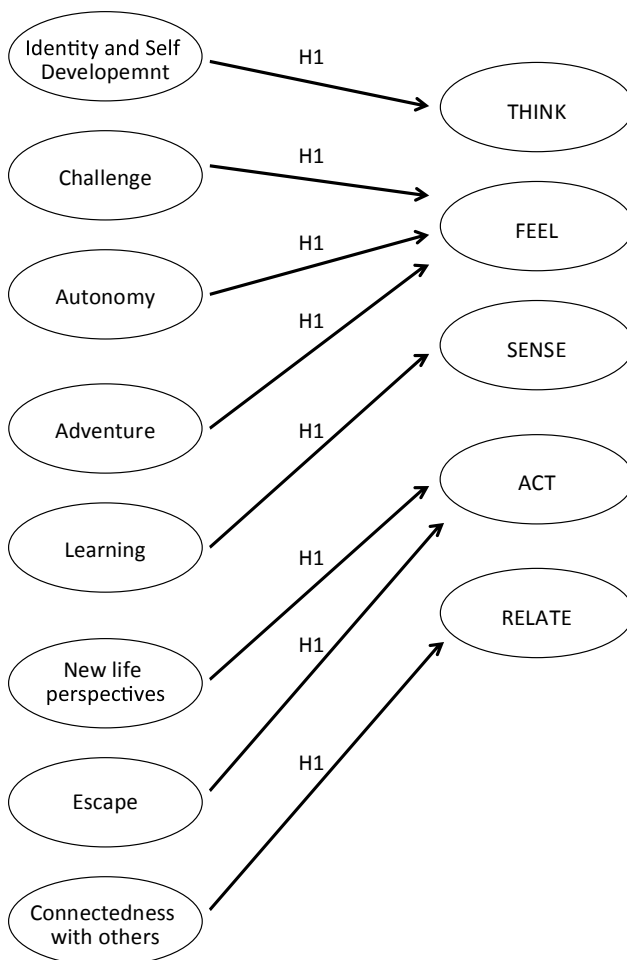 Identity and Self
Developemnt
H1
THINK
Challenge
H1
FEEL
Autonomy
H1
H1
SENSE
Adventure
H1
ACT
Learning
H1
RELATE
New life
perspectives
H1
Escape
H1
Connectedness
with others